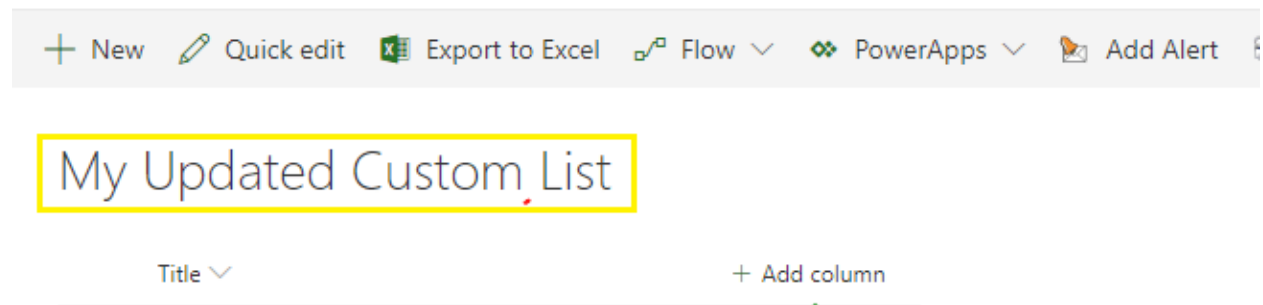 New Quick edit Export to Excel Flow PowerApps Add Alert
My Updated Custom List
Title + Add column